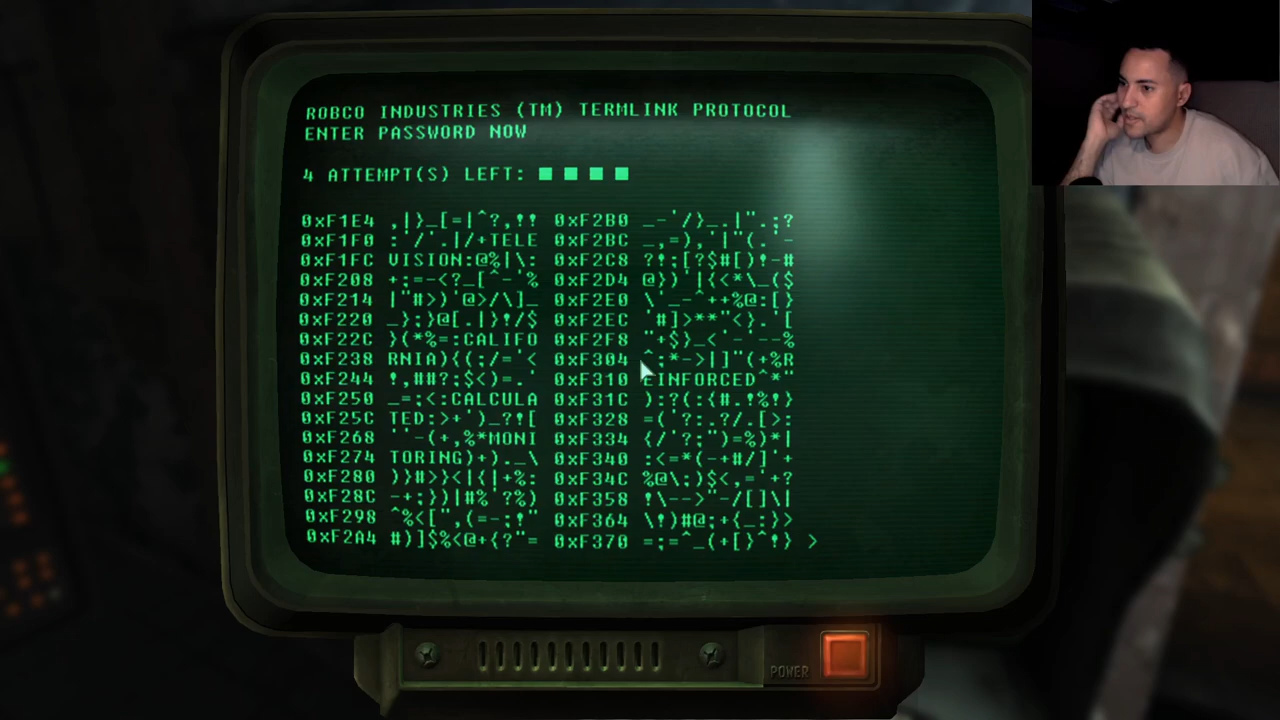 ROBCO INDUSTRIES (TM) TERMLINK PROTOCOL
ENTER PASSWORD NOW
4 ATTEMPT(S) LEFT: ■ ■ ■ ■
0xF1E4 ,|}_[=|^?,!! 0xF2B0 _-'/}_.|".;?
0xF1F0 :"/'.|/+TELE 0xF2BC _,=),'|"(.'-
0xF1FC VISION:@%|\: 0xF2C8 ?!;[?$#[)!-#
0xF208 +;=-<?_[^-'% 0xF2D4 @})'|{<*\_($
0xF214 |"#>)'@>/\]_ 0xF2E0 \'_-^++%@:[}
0xF220 _};}@[.|}!/$ 0xF2EC '#]>**"<}.'[
0xF22C }(*%=:CALIFO 0xF2F8 "+$}_<'-'--%
0xF238 RNIA){(;/='< 0xF304 ^;*->|]"(+%R
0xF244 !,##?;$<)=.' 0xF310 EINFORCED^*"
0xF250 _=;<:CALCULA 0xF31C ):?(:{#.!%!}
0xF25C TED:>+')_?![ 0xF328 =('?:.?/.[>:
0xF268 ''-(+,%*MONI 0xF334 {/'?;")=%)*|
0xF274 TORING)+)._\ 0xF340 :<=*(-+#/]'+
0xF280 )}#>}<|{|+%: 0xF34C %@\;)$<,='+?
0xF28C -+;})|#%'?%) 0xF358 !\-->"-/[]\|
0xF298 ^%<[",(=-;!" 0xF364 \!)#@;+{_:}>
0xF2A4 #)]$%<@+{?"= 0xF370 =;=^_(+[}^!} >
POWER